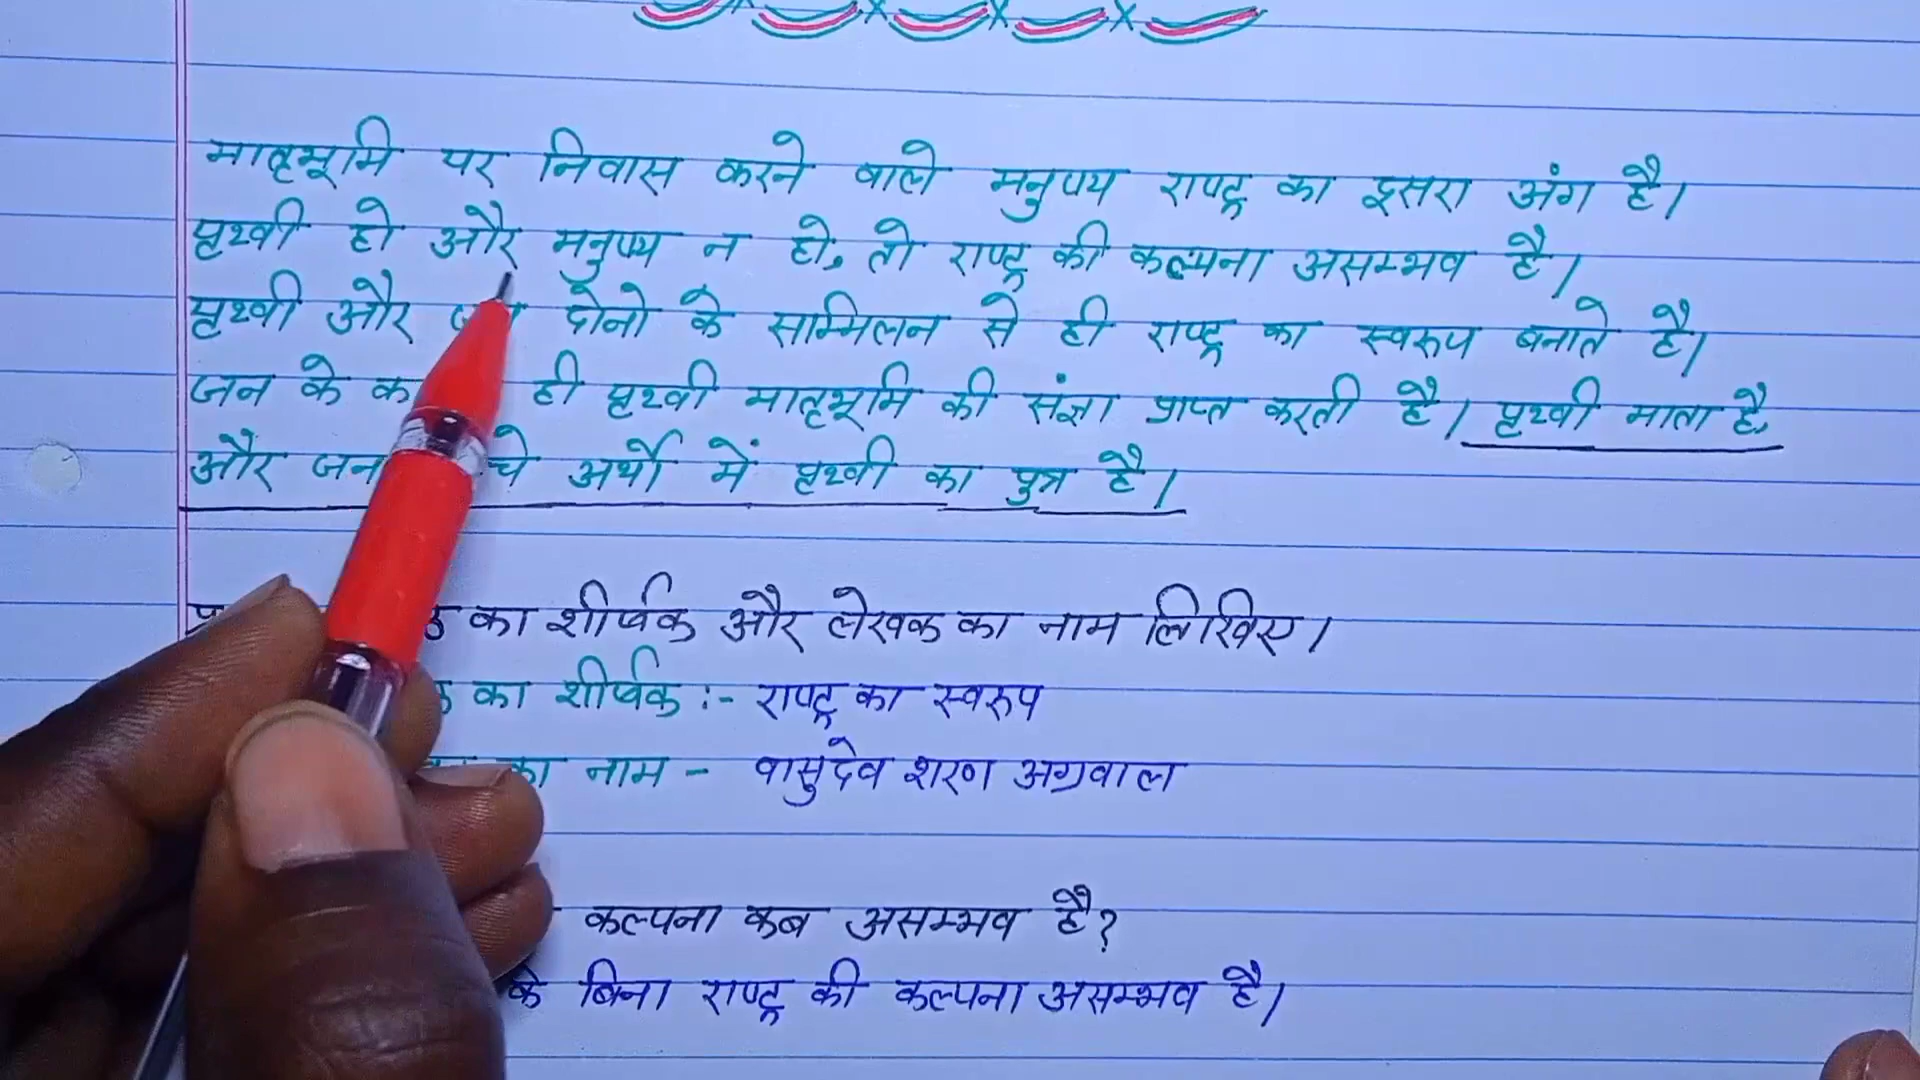 मातृभूमि पर निवास करने वाले मनुष्य राष्ट्र का दूसरा अंग है।
पृथ्वी हो और मनुष्य न हो, तो राष्ट्र की कल्पना असम्भव है।
पृथ्वी और दोनो के सम्मिलन से ही राष्ट्र का स्वरुप बनाते है।
जन के ही पृथ्वी मातृभूमि की संज्ञा प्राप्त करती है। पृथ्वी माता है,
और जन अर्थो में पृथ्वी का पुत्र है।
का शीर्षक और लेखक का नाम लिखिए।
का शीर्षक :- राष्ट्र का स्वरुप
का नाम - वासुदेव शरण अग्रवाल
कल्पना कब असम्भव है?
के बिना राष्ट्र की कल्पना असम्भव है।